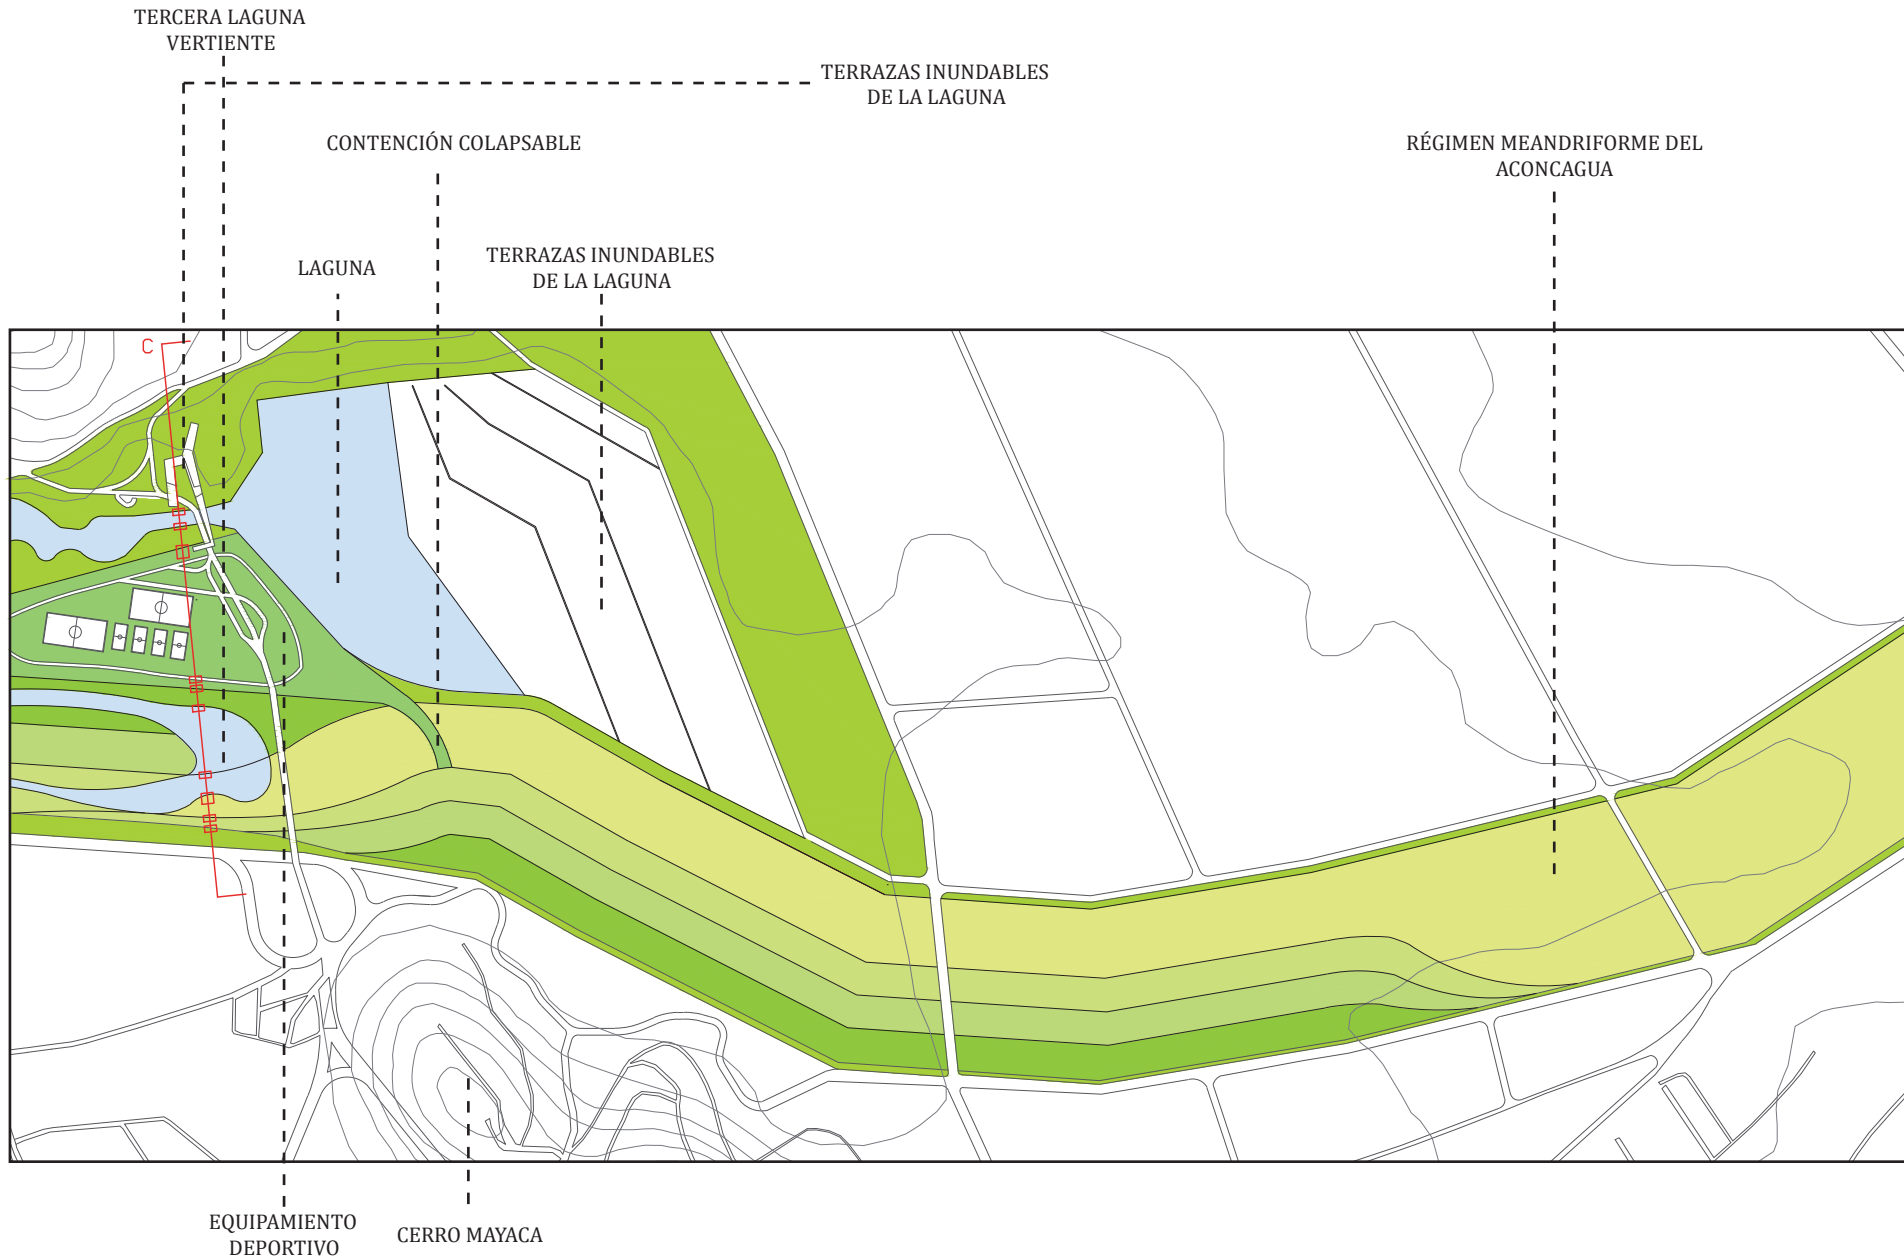 TERCERA LAGUNA
VERTIENTE
TERRAZAS INUNDABLES
DE LA LAGUNA
CONTENCIÓN COLAPSABLE
RÉGIMEN MEANDRIFORME DEL
ACONCAGUA
LAGUNA
TERRAZAS INUNDABLES
DE LA LAGUNA
C
EQUIPAMIENTO
DEPORTIVO
CERRO MAYACA